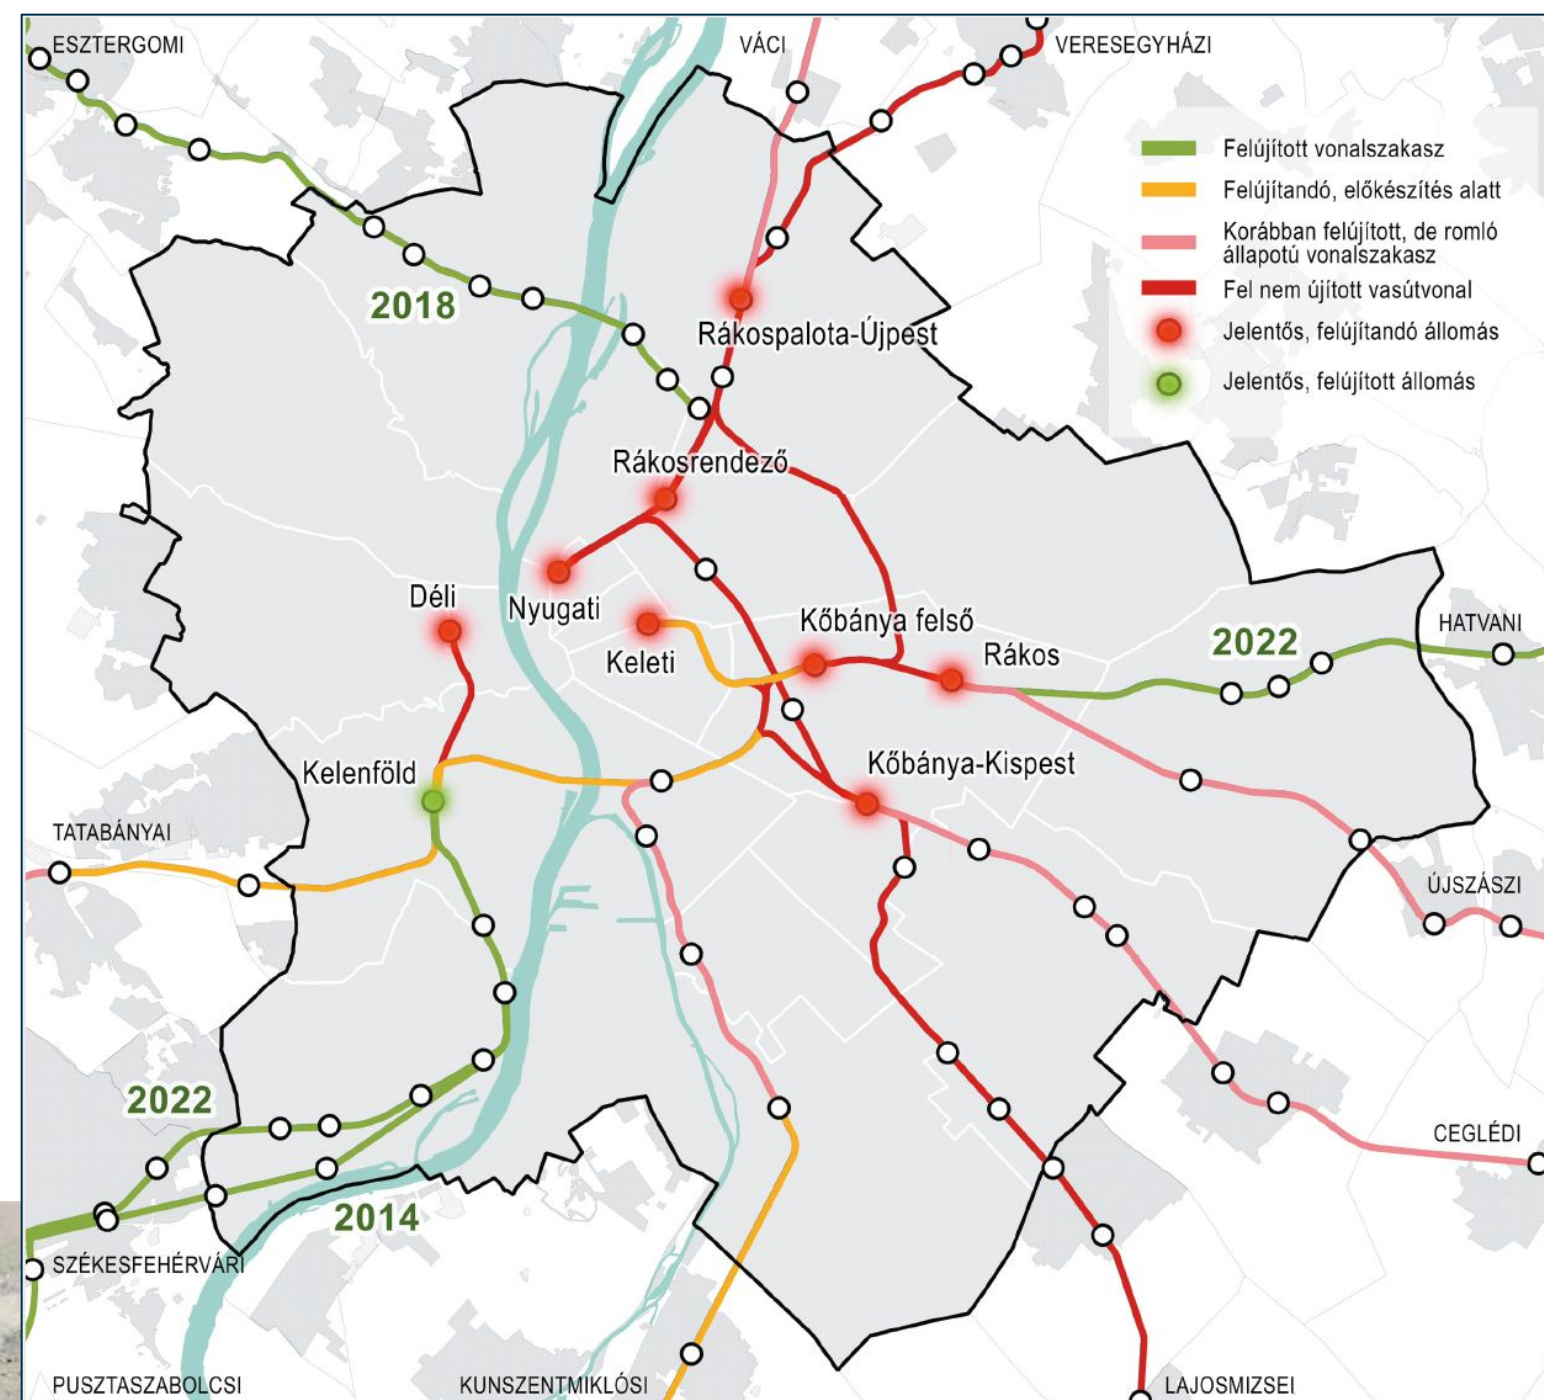 ESZTERGOMI
VÁCI
VERESEGYHÁZI
Felújított vonalszakasz
Felújítandó, előkészítés alatt
Korábban felújított, de romló
állapotú vonalszakasz
Fel nem újított vasútvonal
Jelentős, felújítandó állomás
Jelentős, felújított állomás
2018
Rákospalota-Újpest
Rákosrendező
Déli
Nyugati
Keleti
Kőbánya felső
Rákos
2022
HATVANI
Kelenföld
Kőbánya-Kispest
TATABÁNYAI
ÚJSZÁSZI
2022
CEGLÉDI
2014
SZÉKESFEHÉRVÁRI
PUSZTASZABOLCSI
KUNSZENTMIKLÓSI
LAJOSMIZSEI